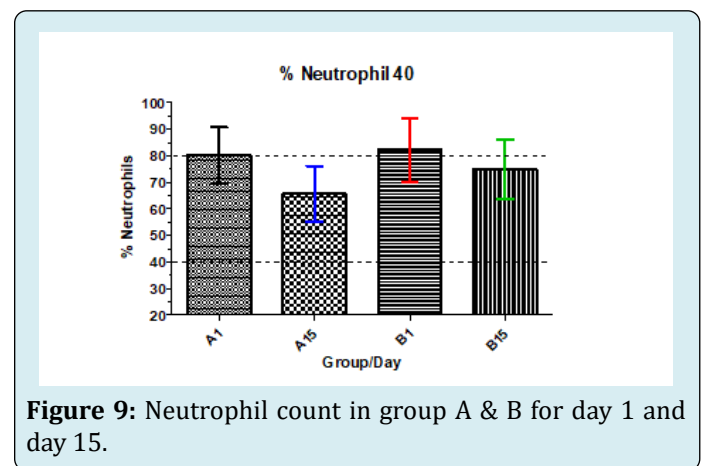 % Neutrophil 40
% Neutrophils
100
90
80
70
60
50
40
30
20
A1
A15
B1
B15
Group/Day
Figure 9: Neutrophil count in group A & B for day 1 and
day 15.